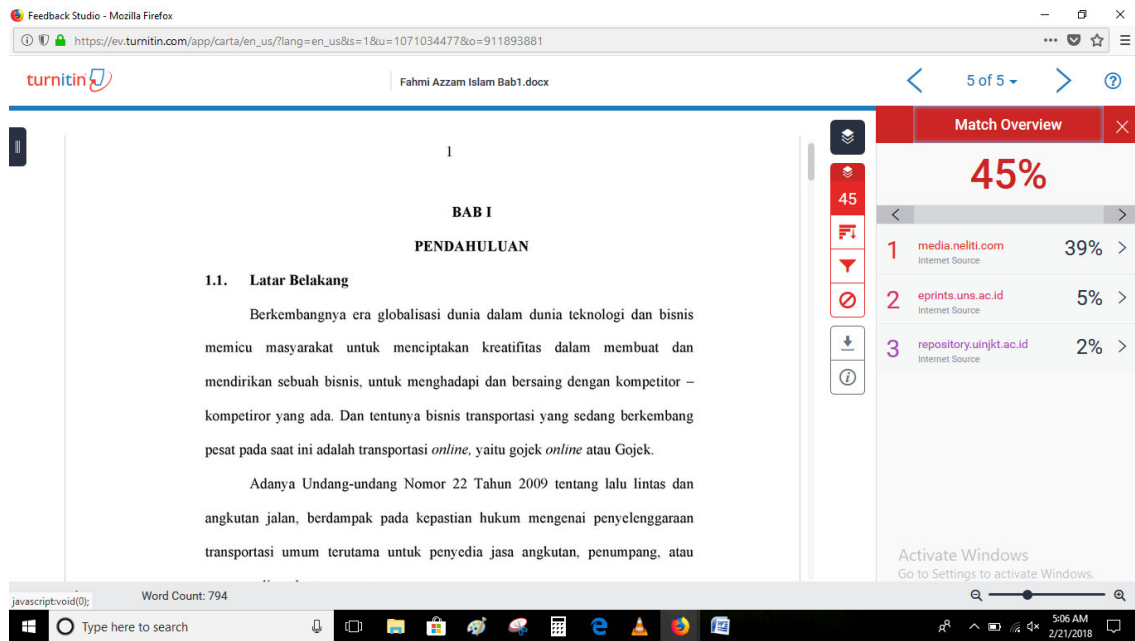 Feedback Studio - Mozilla Firefox
https://ev.turnitin.com/app/carta/en_us/?lang=en_us&s=1&u=1071034477&o=911893881
turnitin
Fahmi Azzam Islam Bab1.docx
5 of 5
1
BAB I
PENDAHULUAN
1.1. Latar Belakang
Berkembangnya era globalisasi dunia dalam dunia teknologi dan bisnis
memicu masyarakat untuk menciptakan kreatifitas dalam membuat dan
mendirikan sebuah bisnis, untuk menghadapi dan bersaing dengan kompetitor –
kompetiror yang ada. Dan tentunya bisnis transportasi yang sedang berkembang
pesat pada saat ini adalah transportasi online, yaitu gojek online atau Gojek.
Adanya Undang-undang Nomor 22 Tahun 2009 tentang lalu lintas dan
angkutan jalan, berdampak pada kepastian hukum mengenai penyelenggaraan
transportasi umum terutama untuk penyedia jasa angkutan, penumpang, atau
45
Match Overview
45%
1 media.neliti.com 39%
Internet Source
2 eprints.uns.ac.id 5%
Internet Source
3 repository.uinjkt.ac.id 2%
Internet Source
Activate Windows
Go to Settings to activate Windows.
javascript:void(0);
Word Count: 794
Type here to search
5:06 AM
2/21/2018